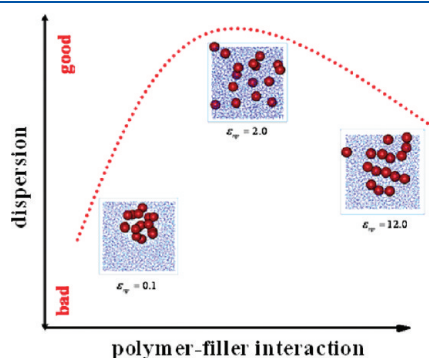 good
dispersion
bad
ε_np = 2.0
ε_np = 12.0
ε_np = 0.1
polymer-filler interaction